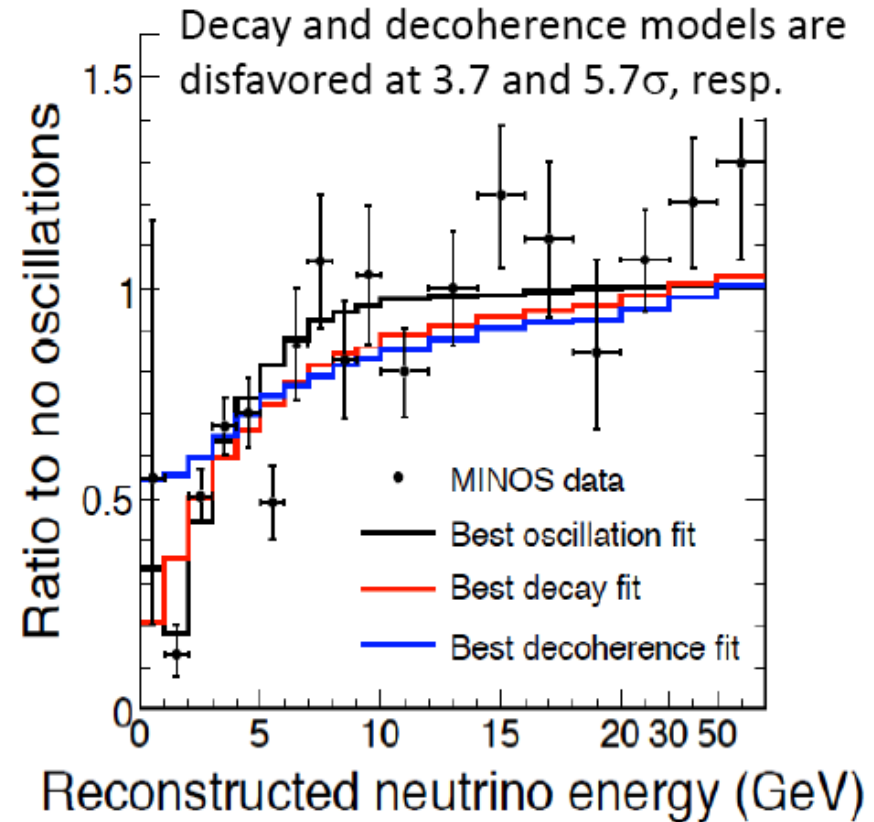 Decay and decoherence models are
disfavored at 3.7 and 5.7σ, resp.
1.5
1
0.5
0
Ratio to no oscillations
MINOS data
Best oscillation fit
Best decay fit
Best decoherence fit
0 5 10 15 20 30 50
Reconstructed neutrino energy (GeV)